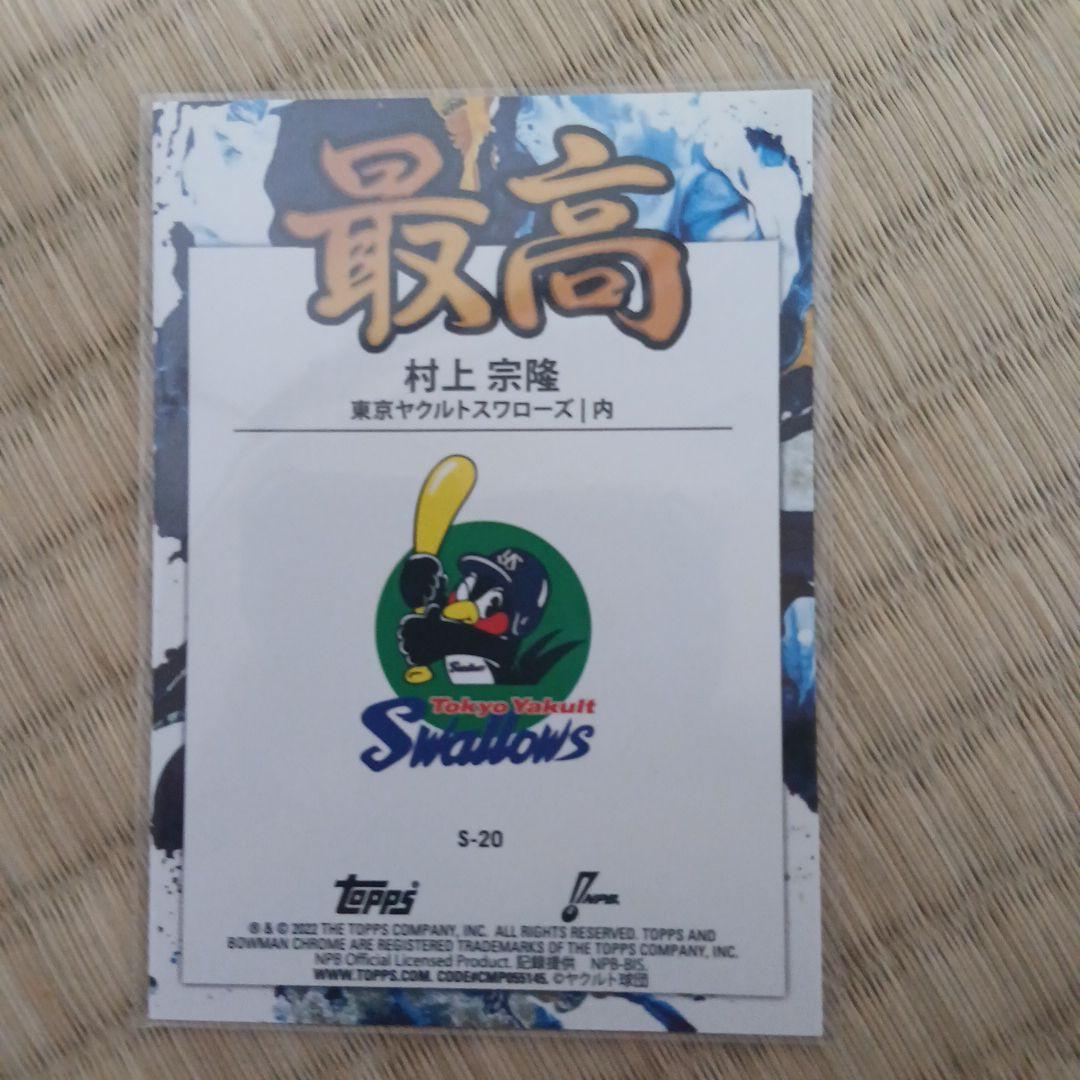 最高
村上 宗隆
東京ヤクルトスワローズ | 内
YS
Swallows
Tokyo Yakult
Swallows
S-20
topps
NPB
® & © 2022 THE TOPPS COMPANY, INC. ALL RIGHTS RESERVED. TOPPS AND
BOWMAN CHROME ARE REGISTERED TRADEMARKS OF THE TOPPS COMPANY, INC.
NPB Official Licensed Product. 記録提供 NPB-BIS.
WWW.TOPPS.COM. CODE#CMP055145. ©ヤクルト球団